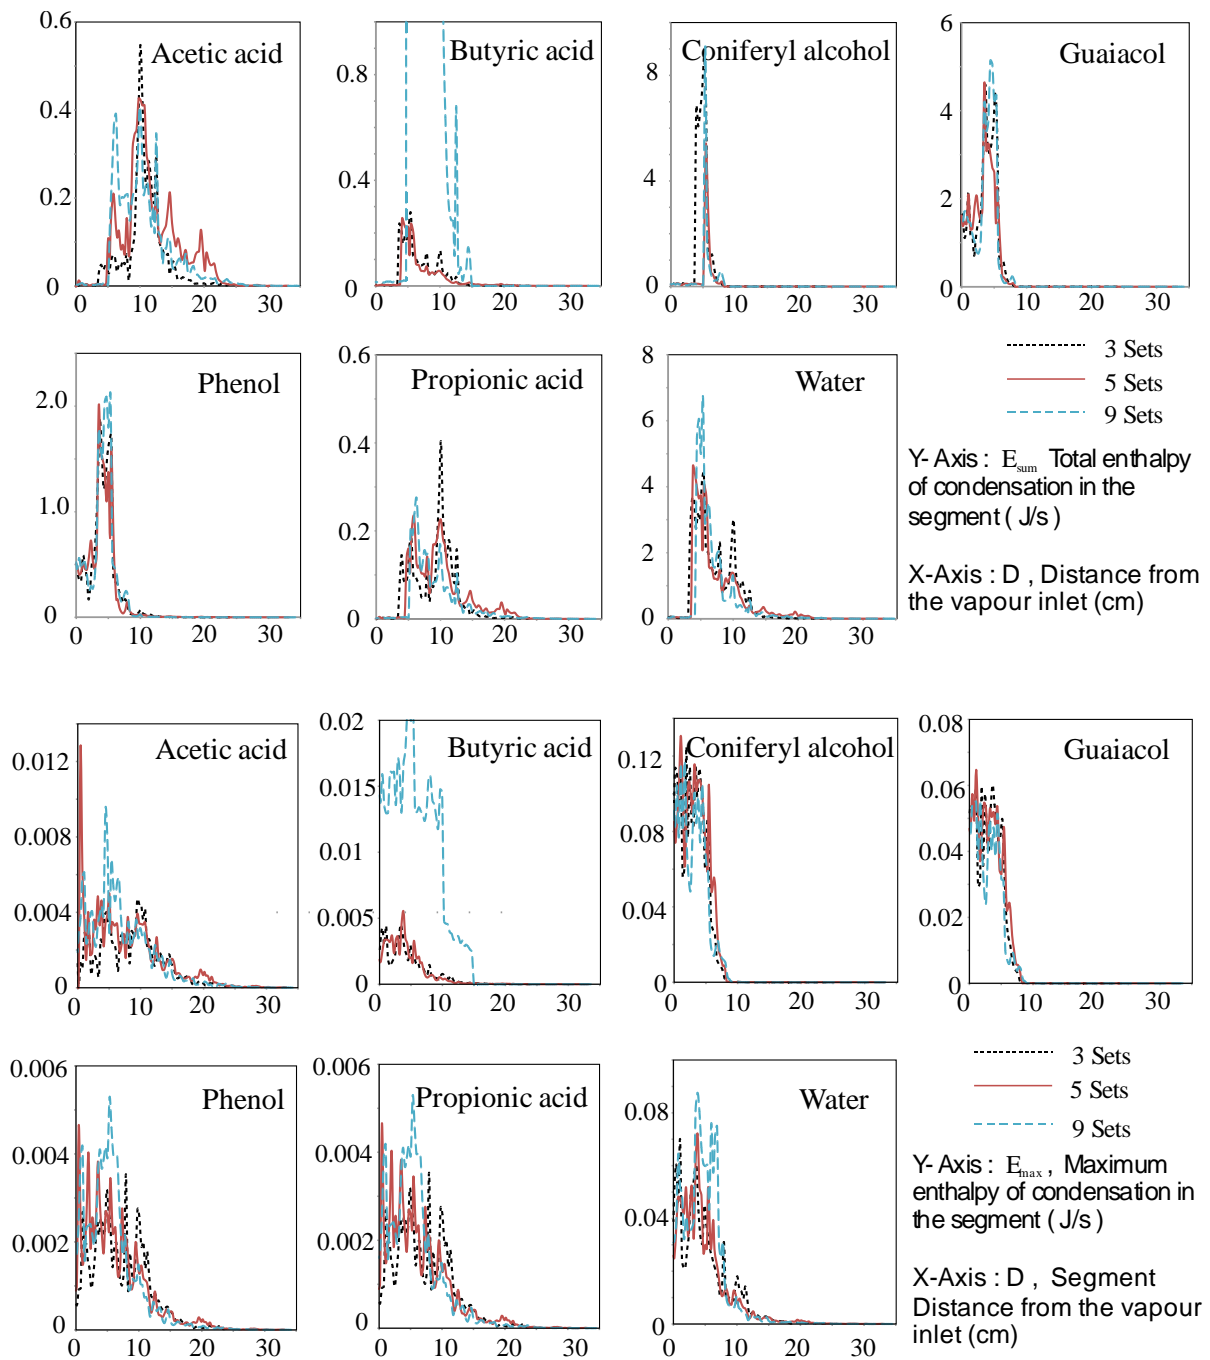 Acetic acid
0.6
0.4
0.2
0
0 10 20 30
Butyric acid
0.8
0.4
0
0 10 20 30
Coniferyl alcohol
8
4
0
0 10 20 30
Guaiacol
6
4
2
0
0 10 20 30
Phenol
2.0
1.0
0
0 10 20 30
Propionic acid
0.6
0.4
0.2
0
0 10 20 30
Water
8
6
4
2
0
0 10 20 30
3 Sets
5 Sets
9 Sets
Y-Axis : E_sum Total enthalpy
of condensation in the
segment ( J/s )
X-Axis : D , Distance from
the vapour inlet (cm)
Acetic acid
0.012
0.008
0.004
0
0 10 20 30
Butyric acid
0.02
0.015
0.01
0.005
0
0 10 20 30
Coniferyl alcohol
0.12
0.08
0.04
0
0 10 20 30
Guaiacol
0.08
0.06
0.04
0.02
0
0 10 20 30
Phenol
0.006
0.004
0.002
0
0 10 20 30
Propionic acid
0.006
0.004
0.002
0
0 10 20 30
Water
0.08
0.04
0
0 10 20 30
3 Sets
5 Sets
9 Sets
Y-Axis : E_max , Maximum
enthalpy of condensation in
the segment ( J/s )
X-Axis : D , Segment
Distance from the vapour
inlet (cm)